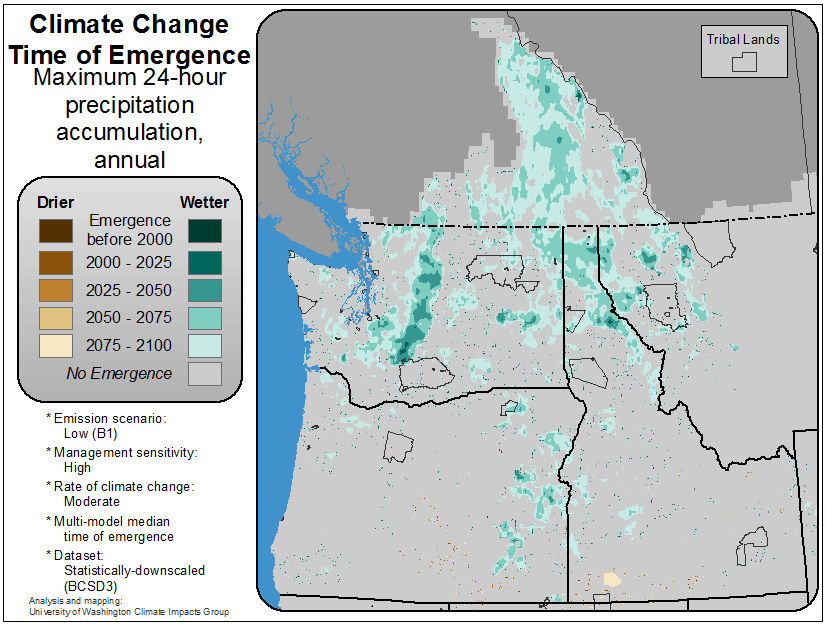 Climate Change
Time of Emergence
Maximum 24-hour
precipitation
accumulation,
annual
Tribal Lands
Drier
Wetter
Emergence
before 2000
2000 - 2025
2025 - 2050
2050 - 2075
2075 - 2100
No Emergence
* Emission scenario:
Low (B1)
* Management sensitivity:
High
* Rate of climate change:
Moderate
* Multi-model median
time of emergence
* Dataset:
Statistically-downscaled
(BCSD3)
Analysis and mapping:
University of Washington Climate Impacts Group